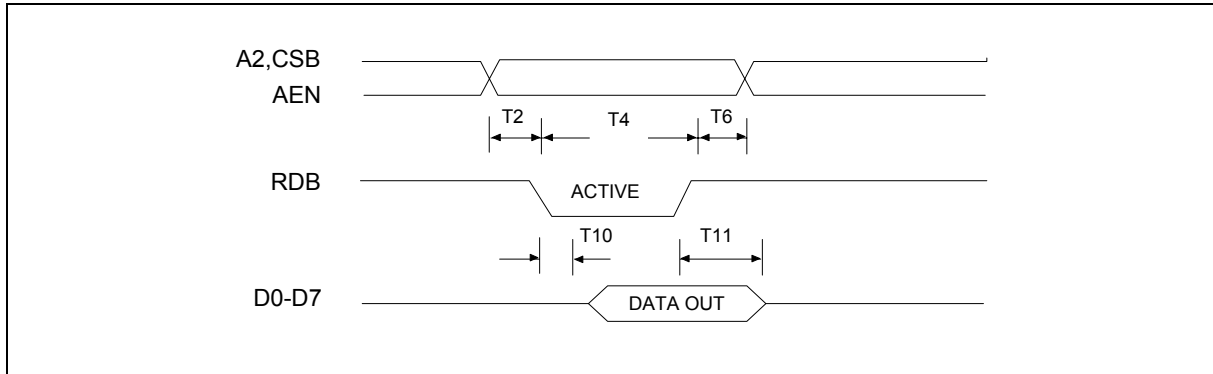 A2,CSB
AEN
T2 T4 T6
RDB
ACTIVE
T10 T11
D0-D7
DATA OUT